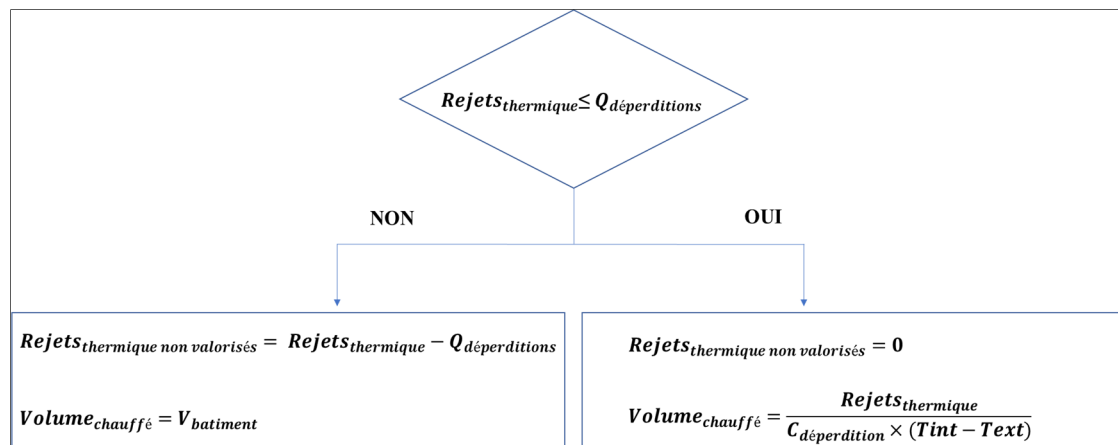 Rejets_thermique ≤ Q_déperditions
NON
OUI
Rejets_thermique non valorisés = Rejets_thermique − Q_déperditions
Volume_chauffé = V_batiment
Rejets_thermique non valorisés = 0
Volume_chauffé = Rejets_thermique / C_déperdition × (Tint − Text)